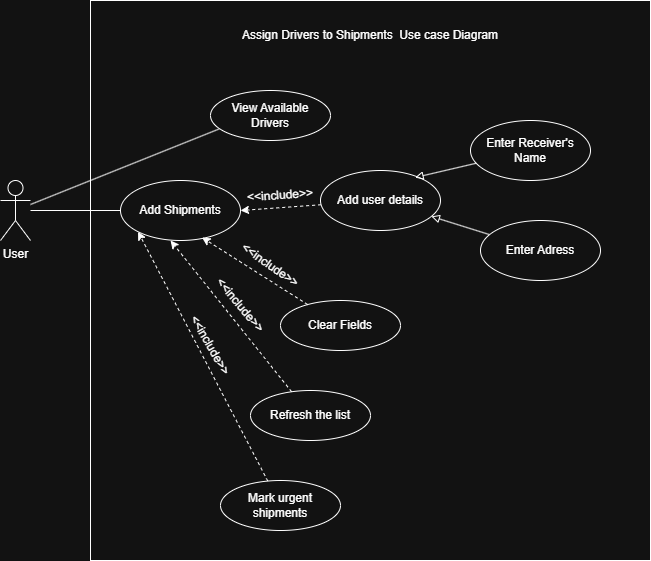 Assign Drivers to Shipments  Use case Diagram
View Available
Drivers
Enter Receiver's
Name
<<include>>
Add user details
Add Shipments
User
Enter Adress
<<include>>
<<include>>
<<include>>
Clear Fields
Refresh the list
Mark urgent
shipments